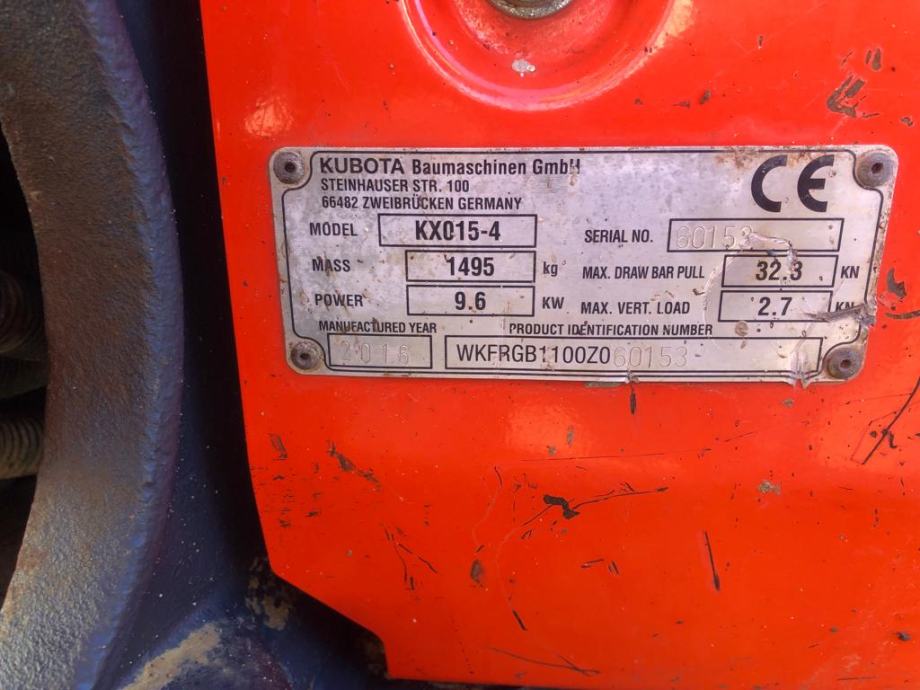 KUBOTA Baumaschinen GmbH
STEINHAUSER STR. 100
66482 ZWEIBRÜCKEN GERMANY
CE
MODEL KX015-4
SERIAL NO. 60153
MASS 1495 kg
MAX. DRAW BAR PULL 32.3 KN
POWER 9.6 KW
MAX. VERT. LOAD 2.7 KN
MANUFACTURED YEAR
2016
PRODUCT IDENTIFICATION NUMBER
WKFRGB1100Z060153